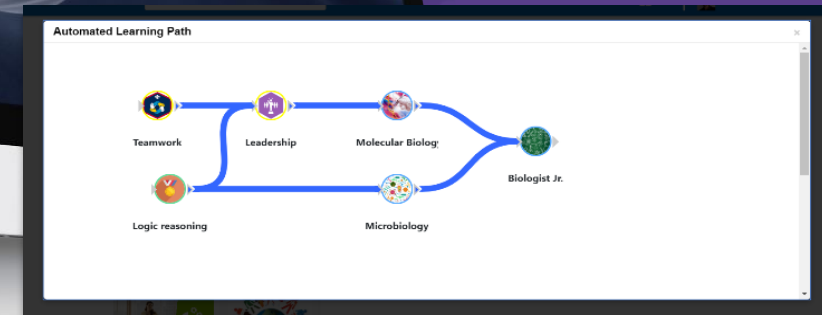 Automated Learning Path
×
Teamwork
Leadership
Molecular Biolog
Biologist Jr.
Logic reasoning
Microbiology